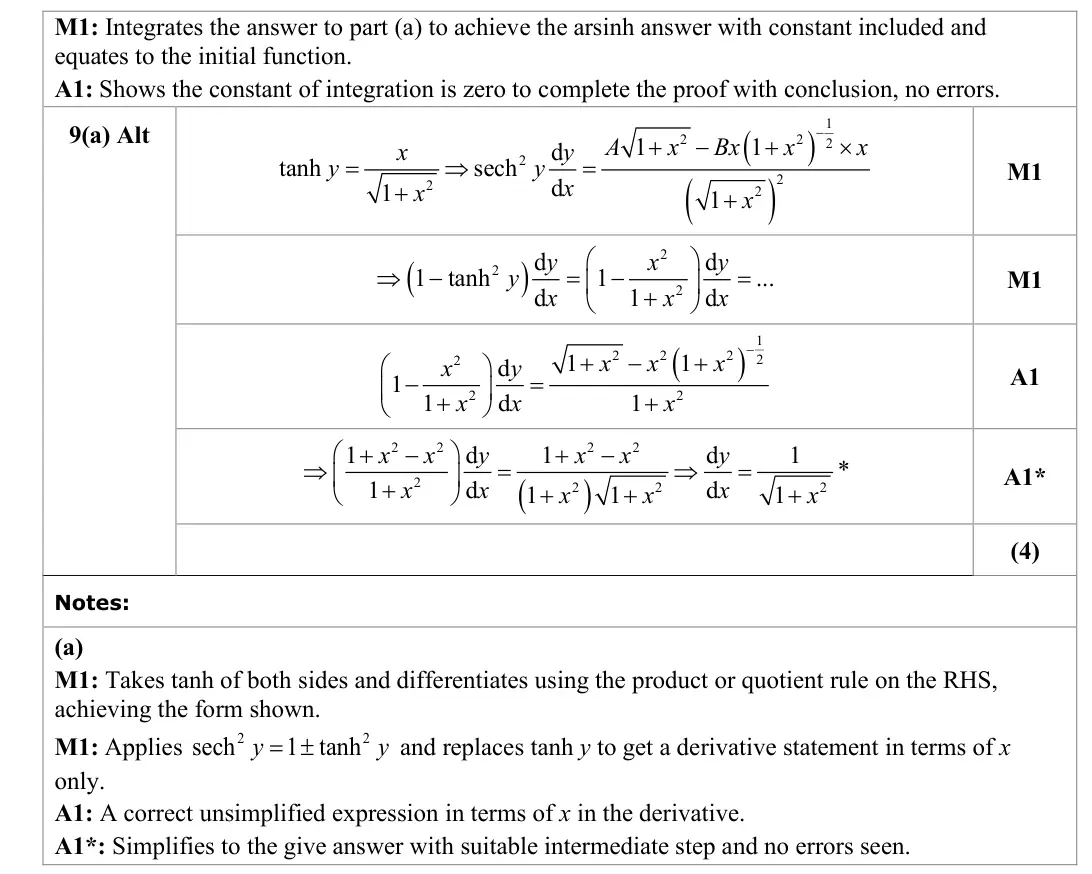 M1: Integrates the answer to part (a) to achieve the arsinh answer with constant included and
equates to the initial function.
A1: Shows the constant of integration is zero to complete the proof with conclusion, no errors.
9(a) Alt
tanh y = x/√(1+x²) ⇒ sech² y dy/dx = (A√(1+x²) − Bx(1+x²)^(−1/2) × x)/(√(1+x²))²
M1
⇒ (1 − tanh² y) dy/dx = (1 − x²/(1+x²)) dy/dx = ...
M1
(1 − x²/(1+x²)) dy/dx = (√(1+x²) − x²(1+x²)^(−1/2))/(1+x²)
A1
⇒ ((1+x²−x²)/(1+x²)) dy/dx = (1+x²−x²)/((1+x²)√(1+x²)) ⇒ dy/dx = 1/√(1+x²) *
A1*
(4)
Notes:
(a)
M1: Takes tanh of both sides and differentiates using the product or quotient rule on the RHS,
achieving the form shown.
M1: Applies sech² y = 1 ± tanh² y and replaces tanh y to get a derivative statement in terms of x
only.
A1: A correct unsimplified expression in terms of x in the derivative.
A1*: Simplifies to the give answer with suitable intermediate step and no errors seen.